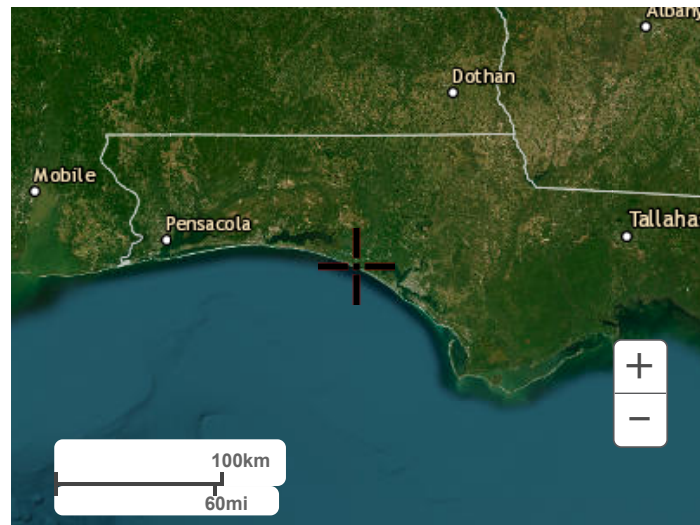 Albany
Dothan
Mobile
Pensacola
Tallaha
+
−
100km
60mi